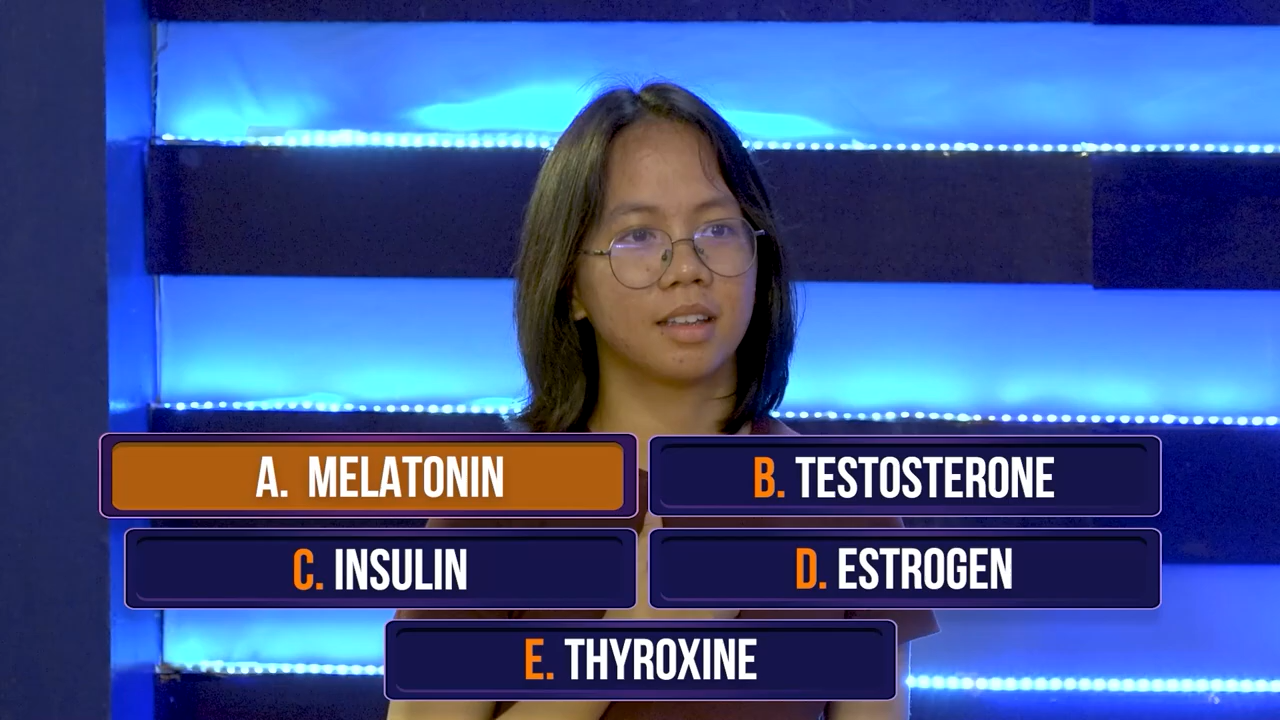 A. MELATONIN
B. TESTOSTERONE
C. INSULIN
D. ESTROGEN
E. THYROXINE